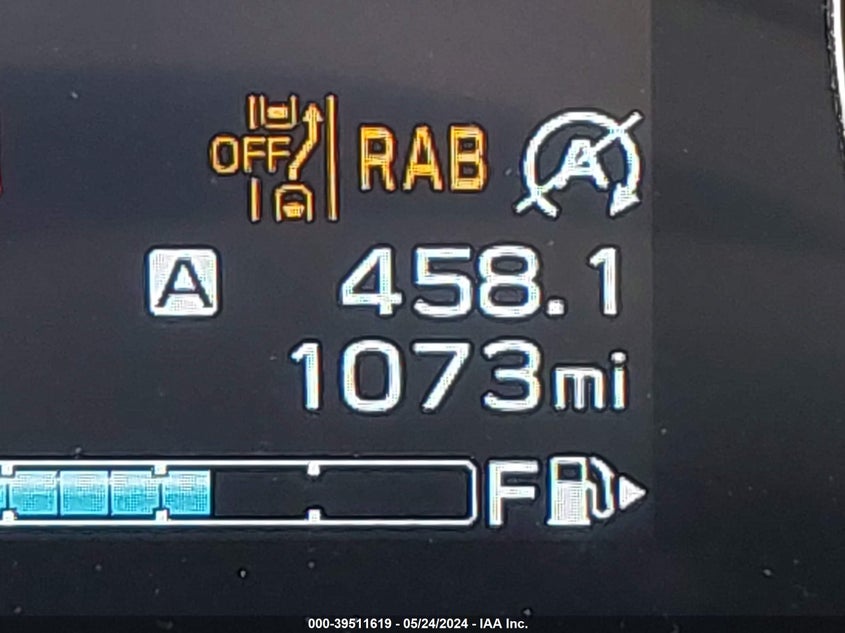 OFF RAB A
A 458.1
1073mi
F
000-39511619 - 05/24/2024 - IAA Inc.